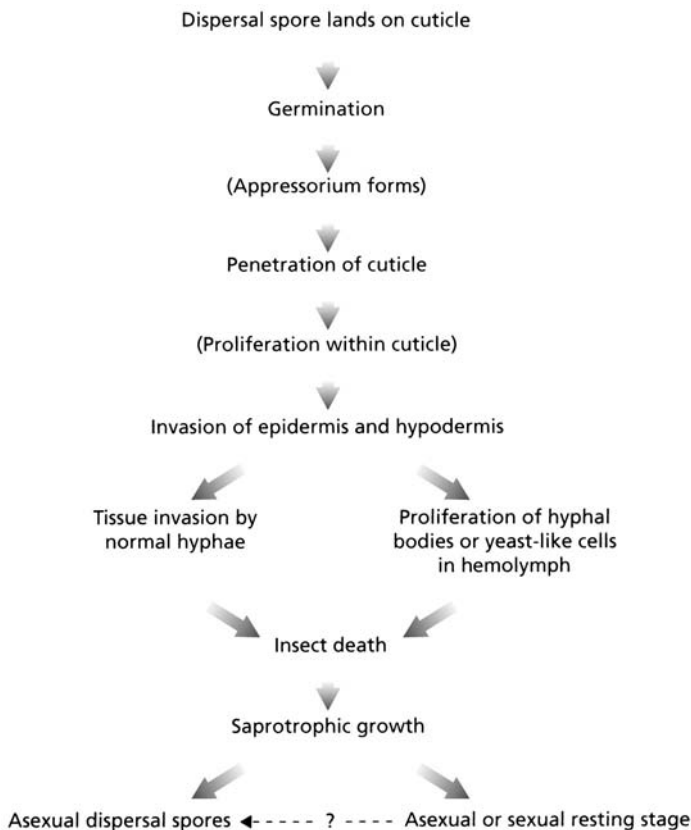 Dispersal spore lands on cuticle
Germination
(Appressorium forms)
Penetration of cuticle
(Proliferation within cuticle)
Invasion of epidermis and hypodermis
Tissue invasion by
normal hyphae
Proliferation of hyphal
bodies or yeast-like cells
in hemolymph
Insect death
Saprotrophic growth
Asexual dispersal spores ◄- - - - - ? - - - - Asexual or sexual resting stage